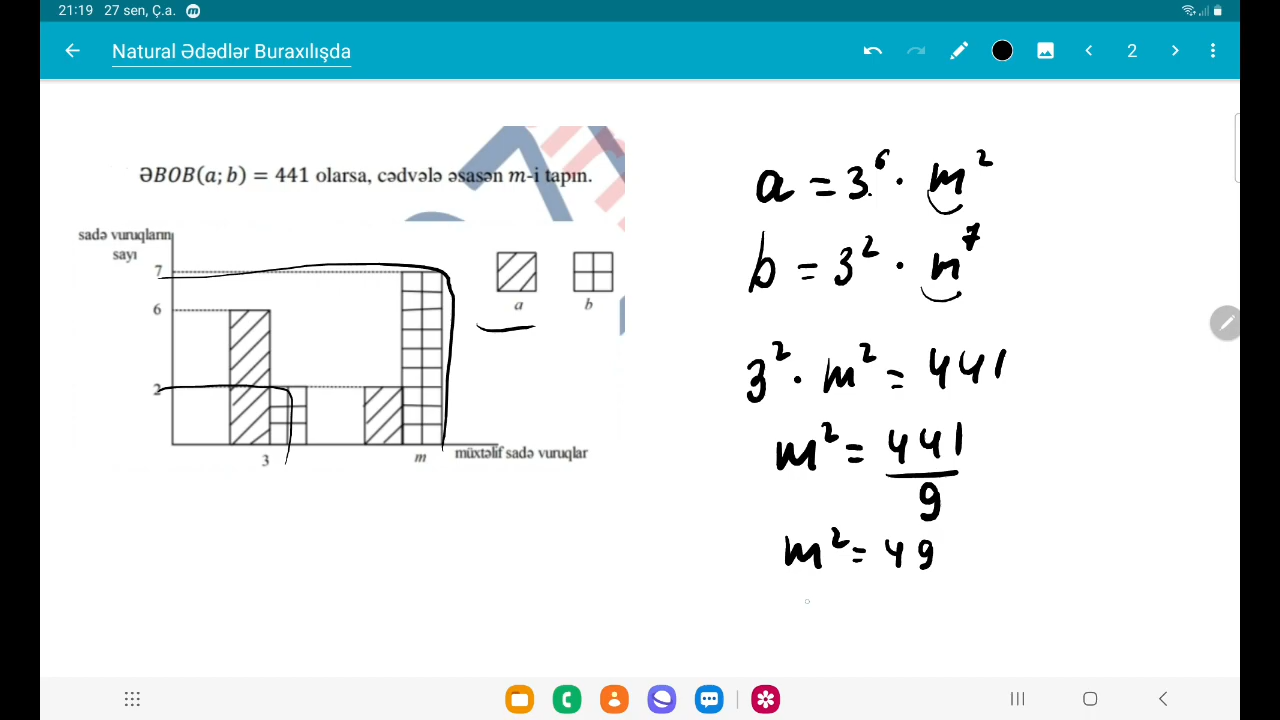 21:19 27 sen, Ç.a. m
Natural Ədədlər Buraxılışda
2
ƏBOB(a; b) = 441 olarsa, cədvələ əsasən m-i tapın.
sadə vuruqların
sayı
7
6
2
3
m
müxtəlif sadə vuruqlar
a
b
a = 3⁶ · m²
b = 3² · m⁷
3² · m² = 441
m² = 441/9
m² = 49